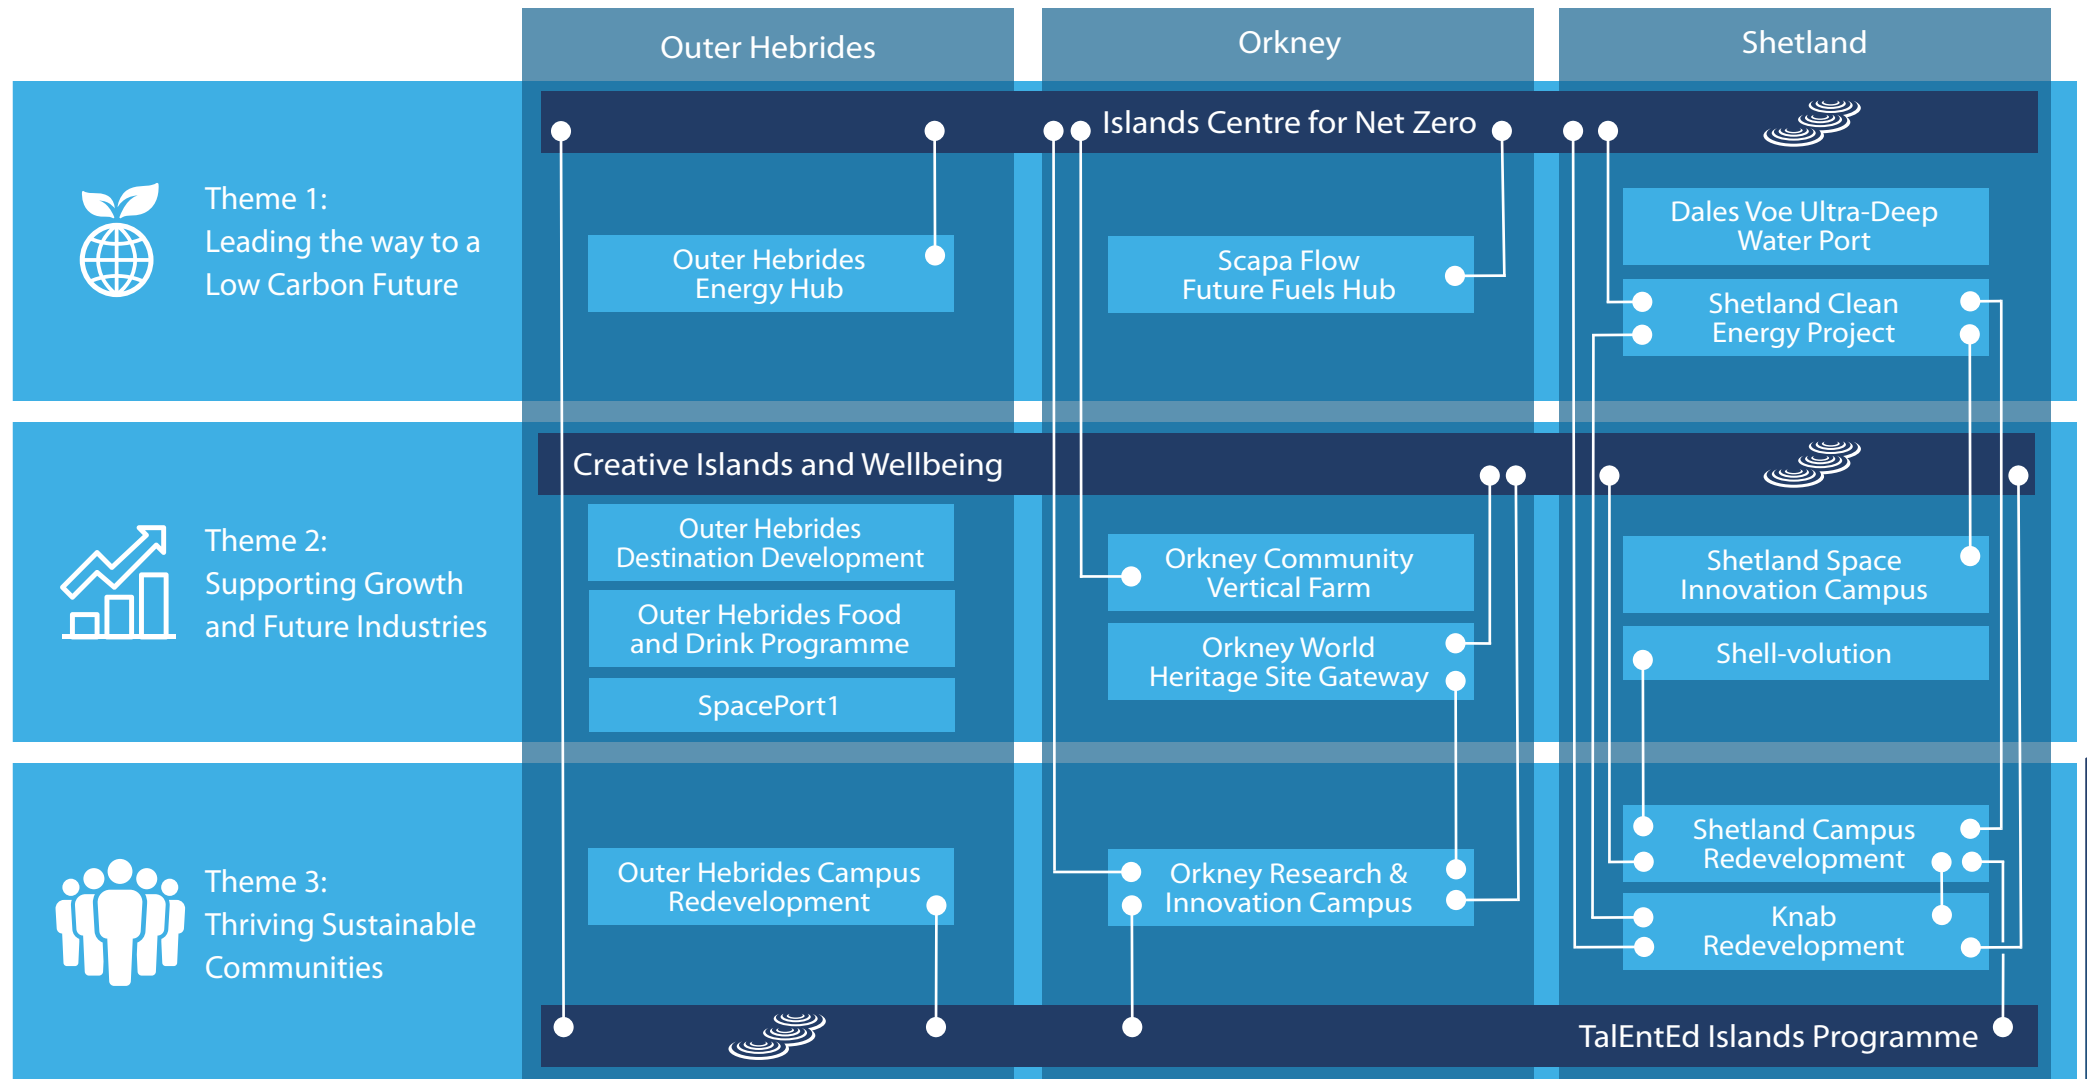 Outer Hebrides
Orkney
Shetland
Islands Centre for Net Zero
Theme 1:
Leading the way to a
Low Carbon Future
Outer Hebrides
Energy Hub
Scapa Flow
Future Fuels Hub
Dales Voe Ultra-Deep
Water Port
Shetland Clean
Energy Project
Creative Islands and Wellbeing
Theme 2:
Supporting Growth
and Future Industries
Outer Hebrides
Destination Development
Outer Hebrides Food
and Drink Programme
SpacePort1
Orkney Community
Vertical Farm
Orkney World
Heritage Site Gateway
Shetland Space
Innovation Campus
Shell-volution
Theme 3:
Thriving Sustainable
Communities
Outer Hebrides Campus
Redevelopment
Orkney Research &
Innovation Campus
Shetland Campus
Redevelopment
Knab
Redevelopment
TalEntEd Islands Programme